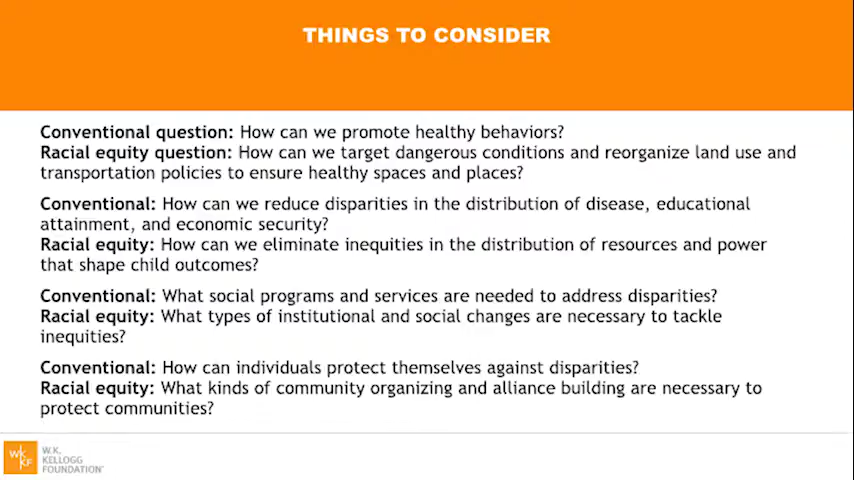 THINGS TO CONSIDER
Conventional question: How can we promote healthy behaviors?
Racial equity question: How can we target dangerous conditions and reorganize land use and
transportation policies to ensure healthy spaces and places?
Conventional: How can we reduce disparities in the distribution of disease, educational
attainment, and economic security?
Racial equity: How can we eliminate inequities in the distribution of resources and power
that shape child outcomes?
Conventional: What social programs and services are needed to address disparities?
Racial equity: What types of institutional and social changes are necessary to tackle
inequities?
Conventional: How can individuals protect themselves against disparities?
Racial equity: What kinds of community organizing and alliance building are necessary to
protect communities?
WK
KF
W.K.
KELLOGG
FOUNDATION